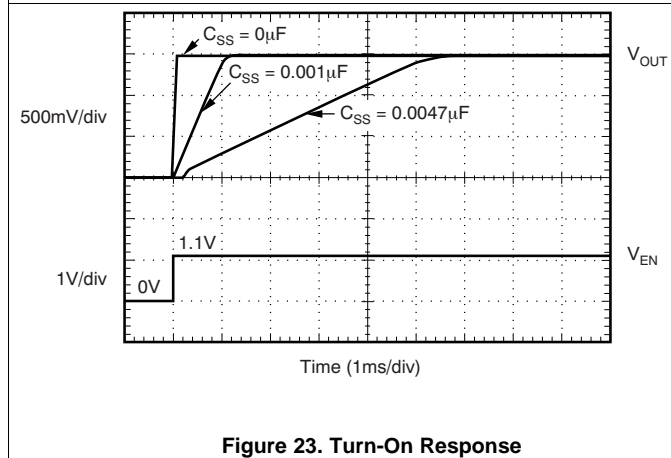 C_SS = 0μF
V_OUT
C_SS = 0.001μF
500mV/div
C_SS = 0.0047μF
1.1V
V_EN
1V/div
0V
Time (1ms/div)
Figure 23. Turn-On Response